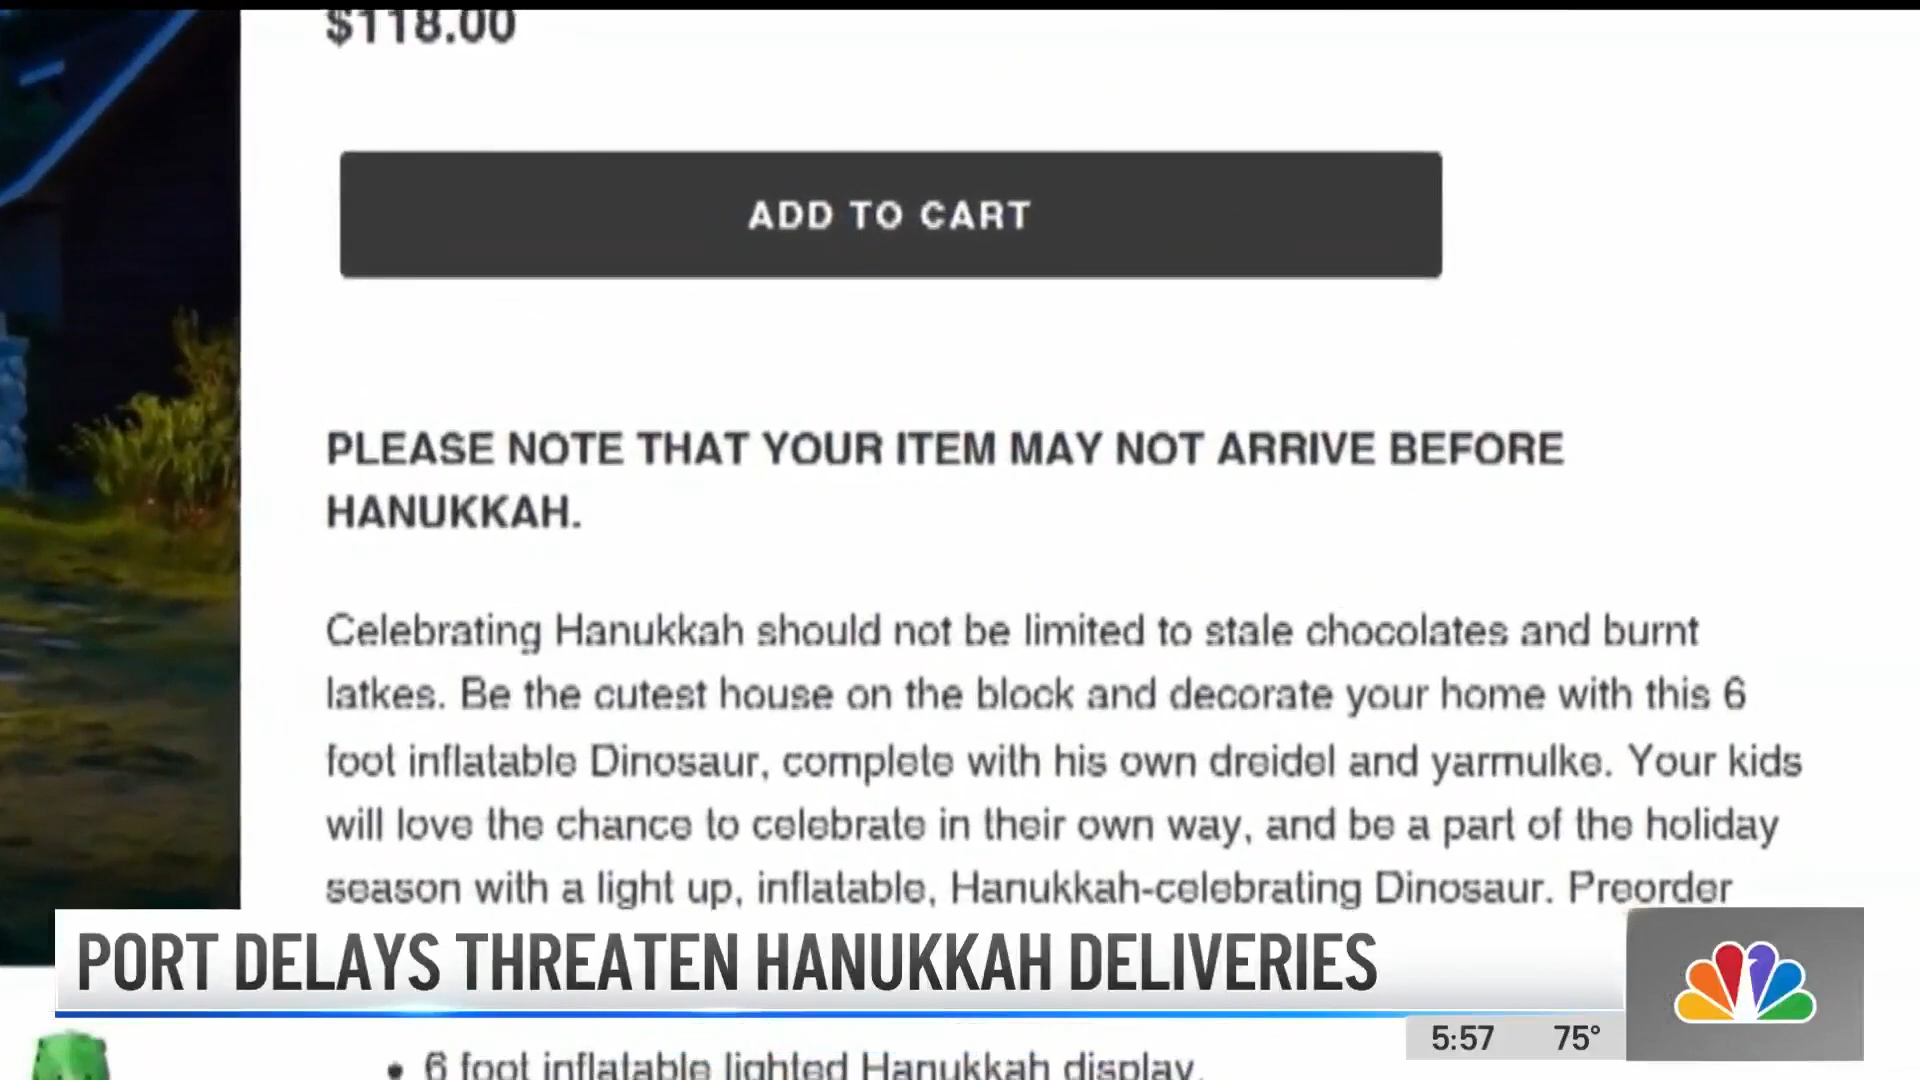 $118.00
ADD TO CART
PLEASE NOTE THAT YOUR ITEM MAY NOT ARRIVE BEFORE
HANUKKAH.
Celebrating Hanukkah should not be limited to stale chocolates and burnt
latkes. Be the cutest house on the block and decorate your home with this 6
foot inflatable Dinosaur, complete with his own dreidel and yarmulke. Your kids
will love the chance to celebrate in their own way, and be a part of the holiday
season with a light up, inflatable, Hanukkah-celebrating Dinosaur. Preorder
PORT DELAYS THREATEN HANUKKAH DELIVERIES
5:57 75°
• 6 foot inflatable lighted Hanukkah display.